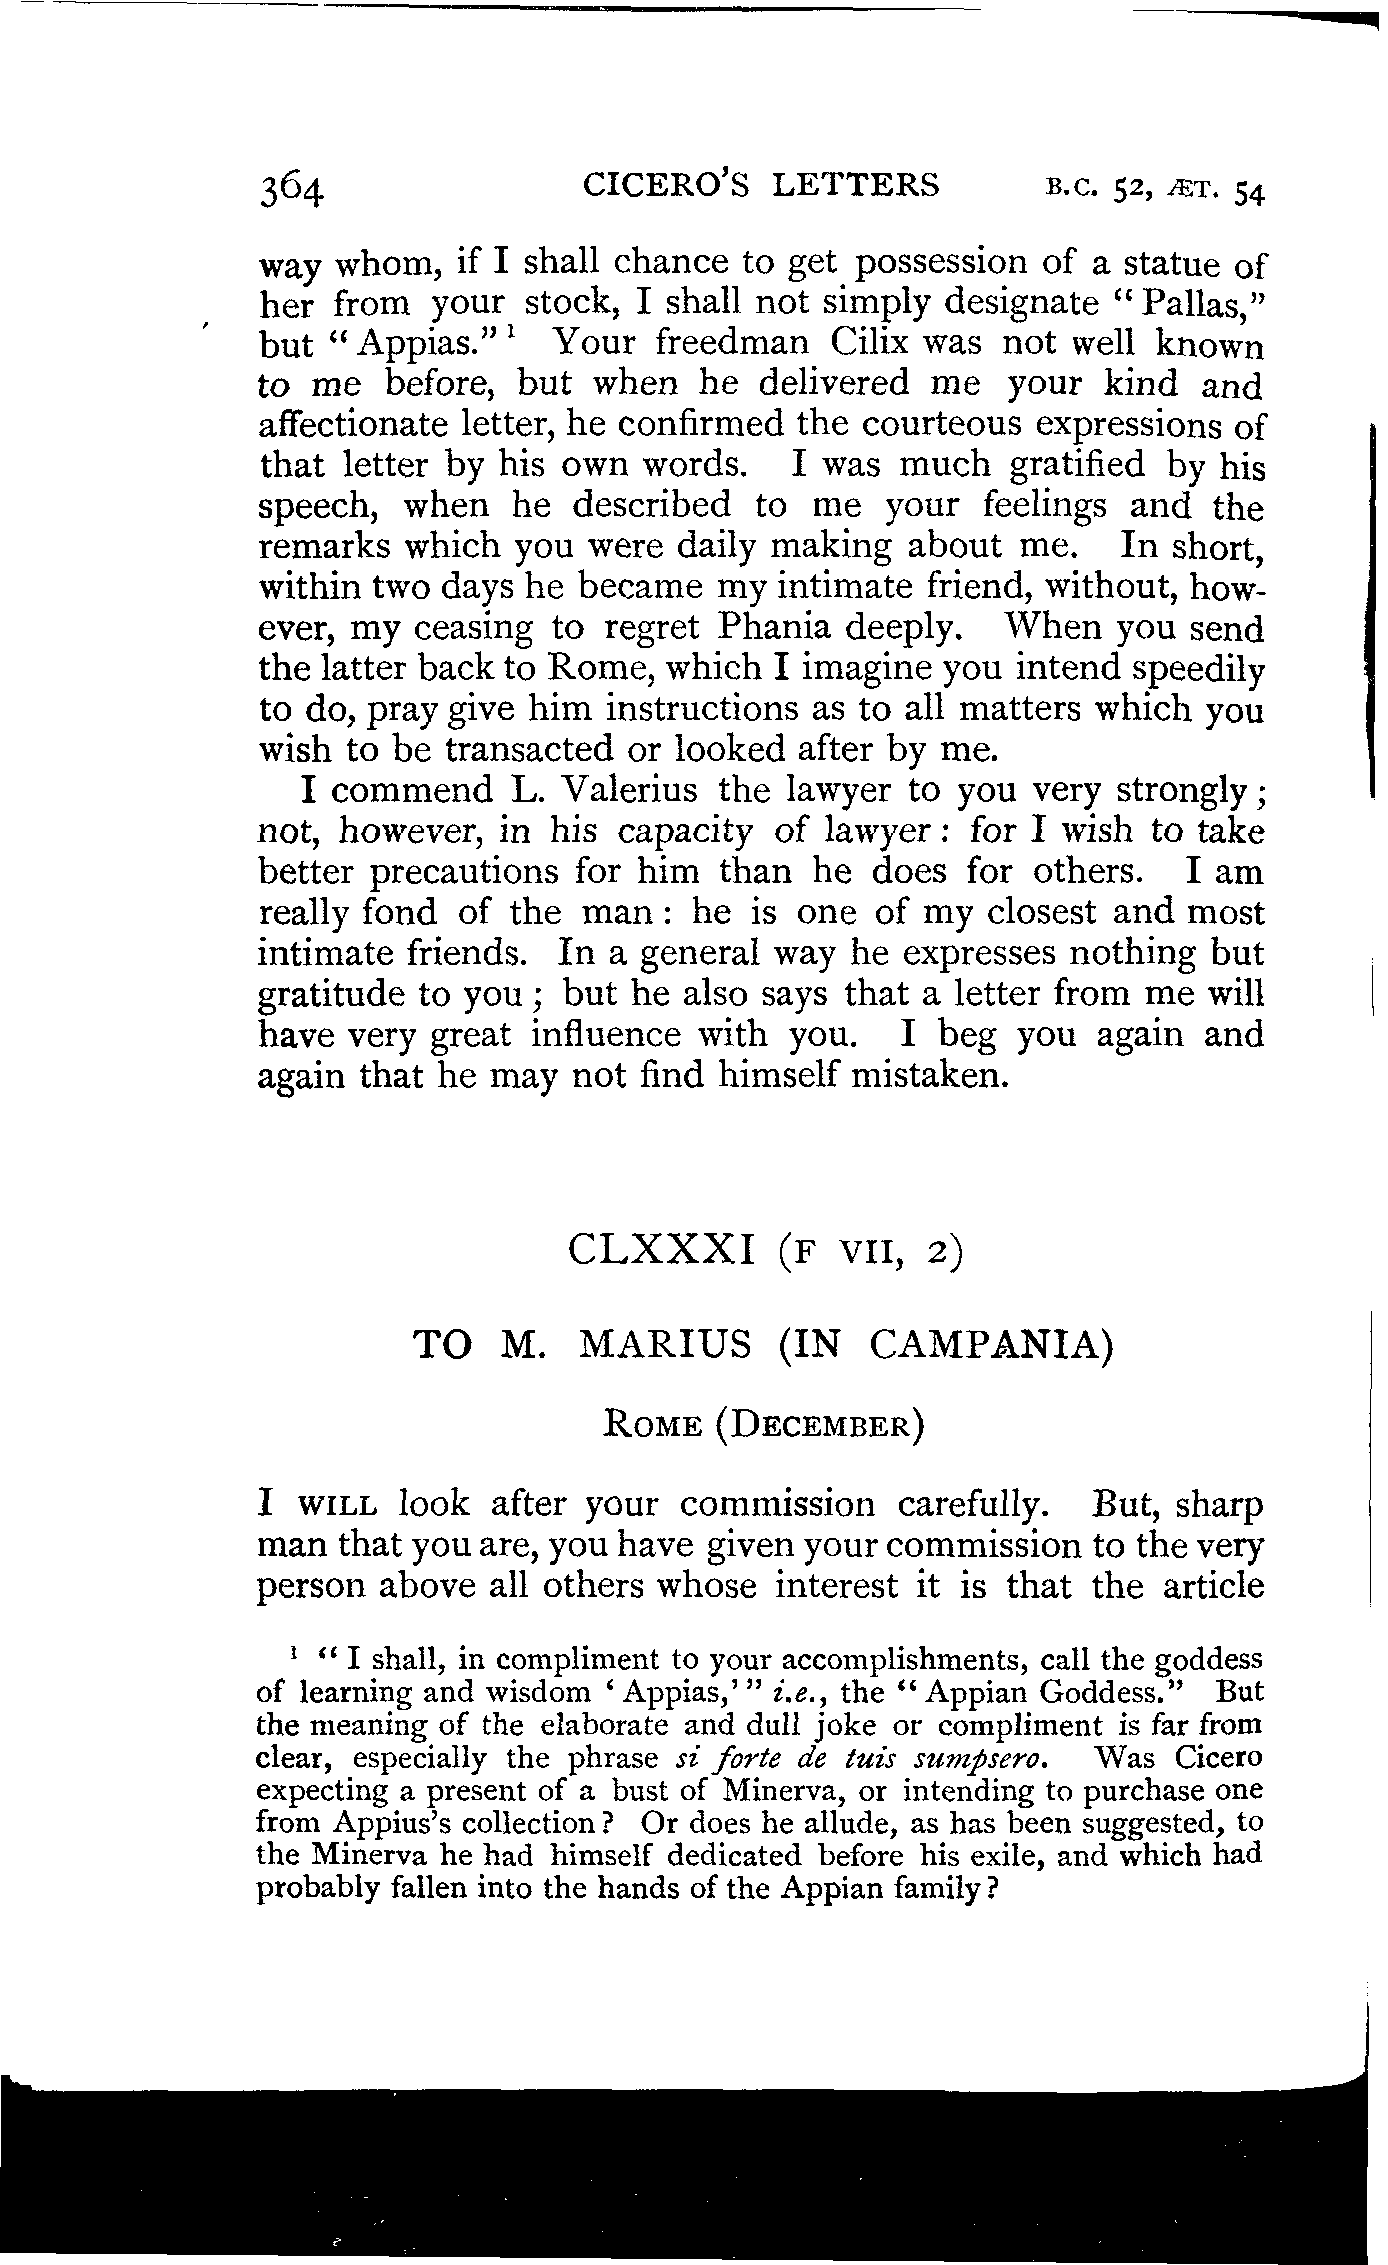 364 CICERO'S LETTERS B.C. 52, ÆT. 54
way whom, if I shall chance to get possession of a statue of
her from your stock, I shall not simply designate “Pallas,”
but “Appias.”¹ Your freedman Cilix was not well known
to me before, but when he delivered me your kind and
affectionate letter, he confirmed the courteous expressions of
that letter by his own words. I was much gratified by his
speech, when he described to me your feelings and the
remarks which you were daily making about me. In short,
within two days he became my intimate friend, without, how-
ever, my ceasing to regret Phania deeply. When you send
the latter back to Rome, which I imagine you intend speedily
to do, pray give him instructions as to all matters which you
wish to be transacted or looked after by me.
I commend L. Valerius the lawyer to you very strongly;
not, however, in his capacity of lawyer: for I wish to take
better precautions for him than he does for others. I am
really fond of the man: he is one of my closest and most
intimate friends. In a general way he expresses nothing but
gratitude to you; but he also says that a letter from me will
have very great influence with you. I beg you again and
again that he may not find himself mistaken.
CLXXXI (F VII, 2)
TO M. MARIUS (IN CAMPANIA)
ROME (DECEMBER)
I WILL look after your commission carefully. But, sharp
man that you are, you have given your commission to the very
person above all others whose interest it is that the article
¹ “I shall, in compliment to your accomplishments, call the goddess
of learning and wisdom ‘Appias,’” i.e., the “Appian Goddess.” But
the meaning of the elaborate and dull joke or compliment is far from
clear, especially the phrase si forte de tuis sumpsero. Was Cicero
expecting a present of a bust of Minerva, or intending to purchase one
from Appius's collection? Or does he allude, as has been suggested, to
the Minerva he had himself dedicated before his exile, and which had
probably fallen into the hands of the Appian family?